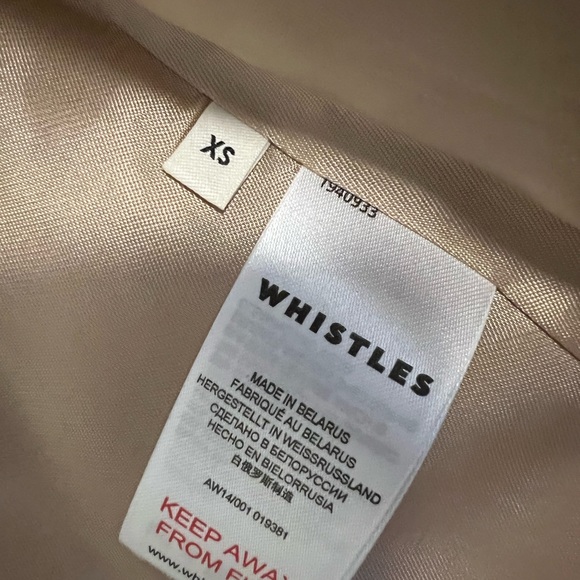 XS
1940933
WHISTLES
MADE IN BELARUS
FABRIQUÉ AU BELARUS
HERGESTELLT IN WEISSRUSSLAND
СДЕЛАНО В БЕЛОРУССИИ
HECHO EN BIELORRUSIA
白俄罗斯制造
AW14/001 019381
KEEP AWAY
FROM